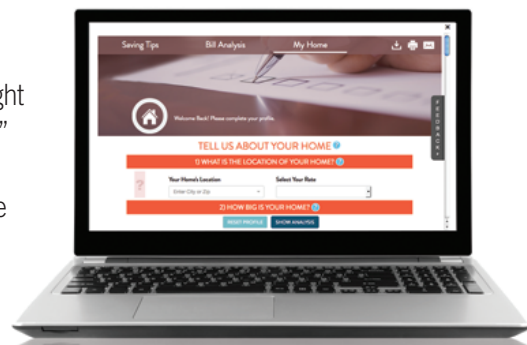 ght
”
e
Saving Tips Bill Analysis My Home
Welcome Back! Please complete your profile.
FEEDBACK
TELL US ABOUT YOUR HOME
1) WHAT IS THE LOCATION OF YOUR HOME?
?
Your Home's Location Select Your Rate
Enter City or Zip
2) HOW BIG IS YOUR HOME?
RESET PROFILE SHOW ANALYSIS